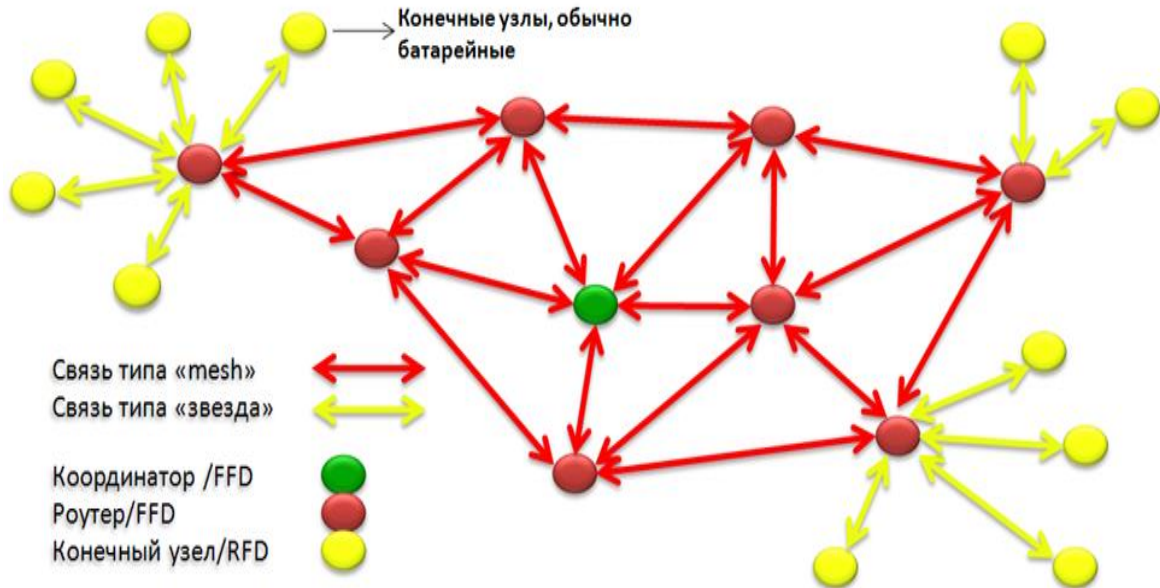 Конечные узлы, обычно
батарейные
Связь типа «mesh»
Связь типа «звезда»
Координатор /FFD
Роутер/FFD
Конечный узел/RFD